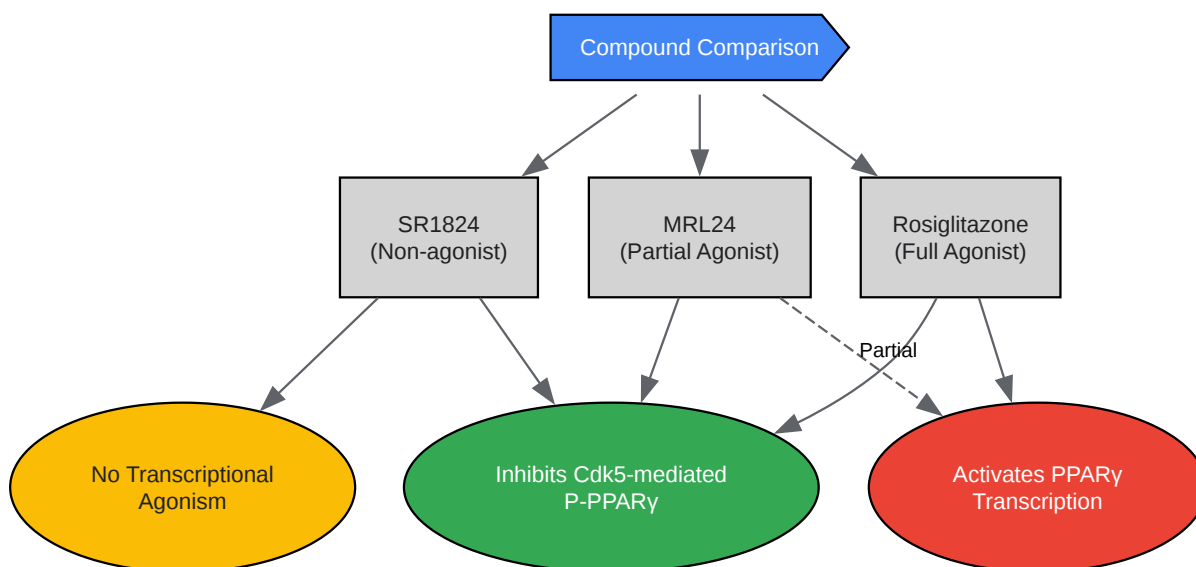 Compound Comparison
SR1824
(Non-agonist)
MRL24
(Partial Agonist)
Rosiglitazone
(Full Agonist)
Partial
No Transcriptional
Agonism
Inhibits Cdk5-mediated
P-PPARγ
Activates PPARγ
Transcription